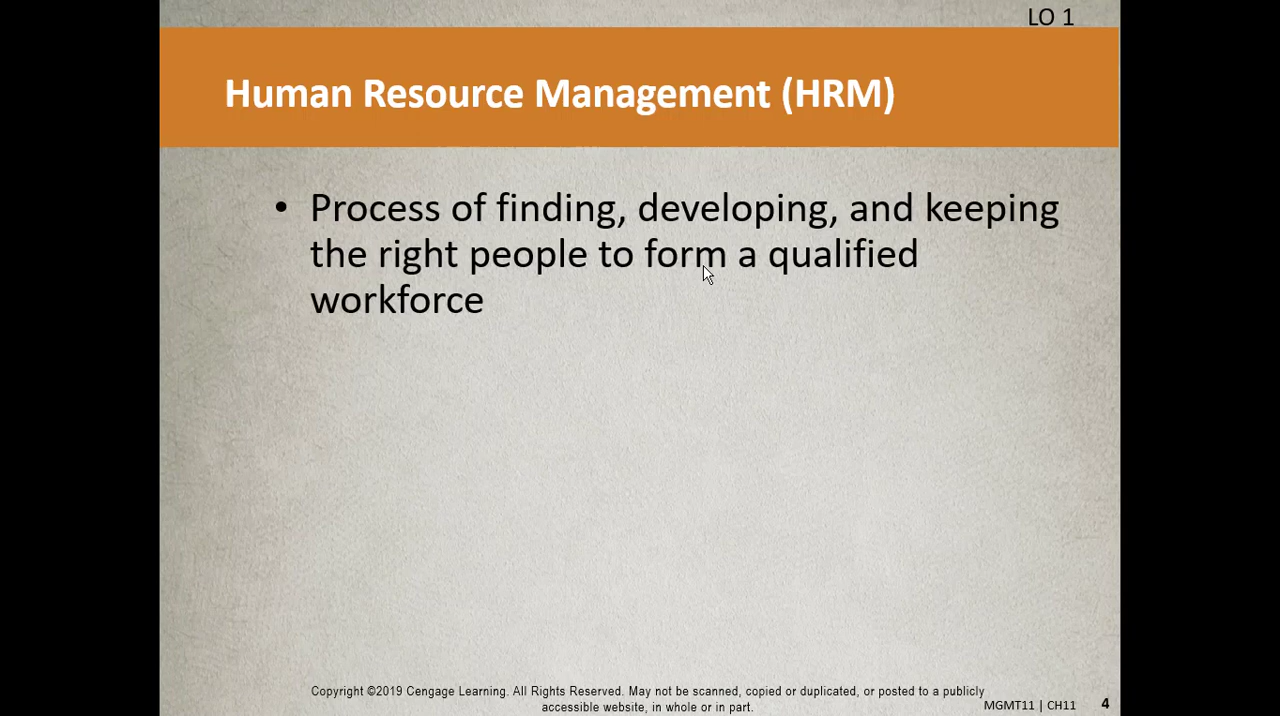 LO 1
Human Resource Management (HRM)
• Process of finding, developing, and keeping
the right people to form a qualified
workforce
Copyright ©2019 Cengage Learning. All Rights Reserved. May not be scanned, copied or duplicated, or posted to a publicly
accessible website, in whole or in part.
MGMT11 | CH11 4